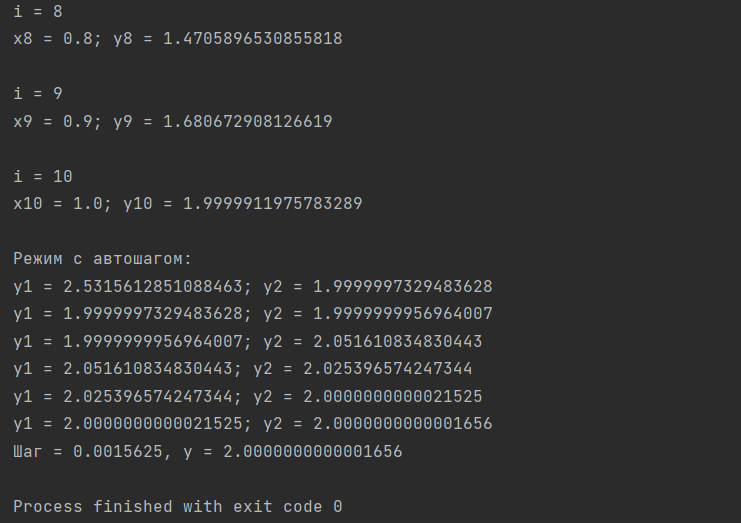 i = 8
x8 = 0.8; y8 = 1.4705896530855818
i = 9
x9 = 0.9; y9 = 1.680672908126619
i = 10
x10 = 1.0; y10 = 1.9999911975783289
Режим с автошагом:
y1 = 2.5315612851088463; y2 = 1.9999997329483628
y1 = 1.9999997329483628; y2 = 1.9999999956964007
y1 = 1.9999999956964007; y2 = 2.051610834830443
y1 = 2.051610834830443; y2 = 2.025396574247344
y1 = 2.025396574247344; y2 = 2.0000000000021525
y1 = 2.0000000000021525; y2 = 2.0000000000001656
Шаг = 0.0015625, y = 2.0000000000001656
Process finished with exit code 0